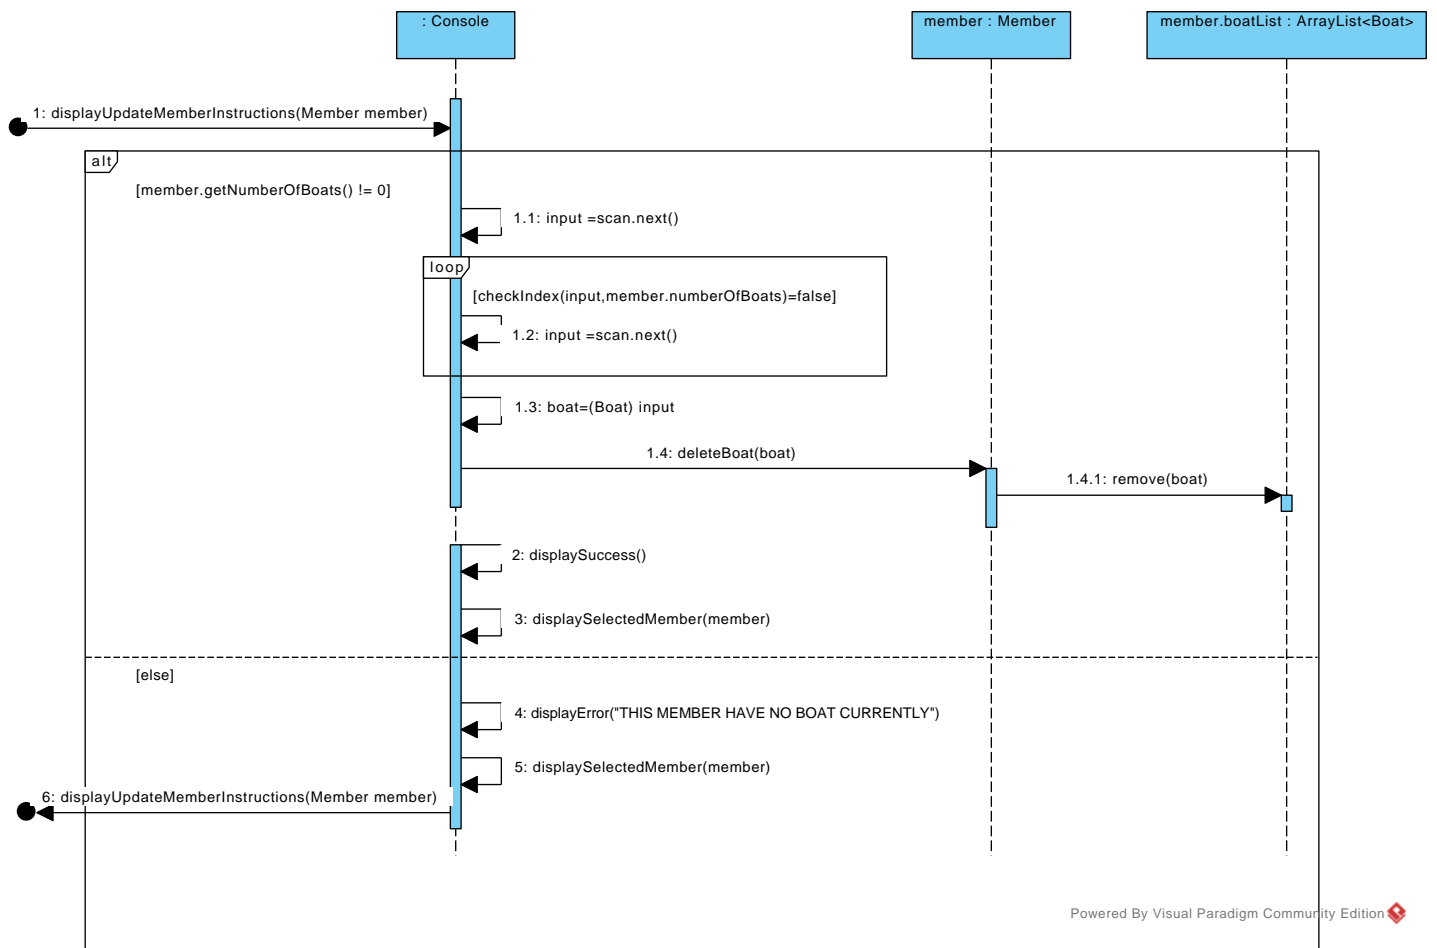 : Console
member : Member
member.boatList : ArrayList<Boat>
1: displayUpdateMemberInstructions(Member member)
alt
[member.getNumberOfBoats() != 0]
1.1: input =scan.next()
loop
[checkIndex(input,member.numberOfBoats)=false]
1.2: input =scan.next()
1.3: boat=(Boat) input
1.4: deleteBoat(boat)
1.4.1: remove(boat)
2: displaySuccess()
3: displaySelectedMember(member)
[else]
4: displayError("THIS MEMBER HAVE NO BOAT CURRENTLY")
5: displaySelectedMember(member)
6: displayUpdateMemberInstructions(Member member)
Powered By Visual Paradigm Community Edition